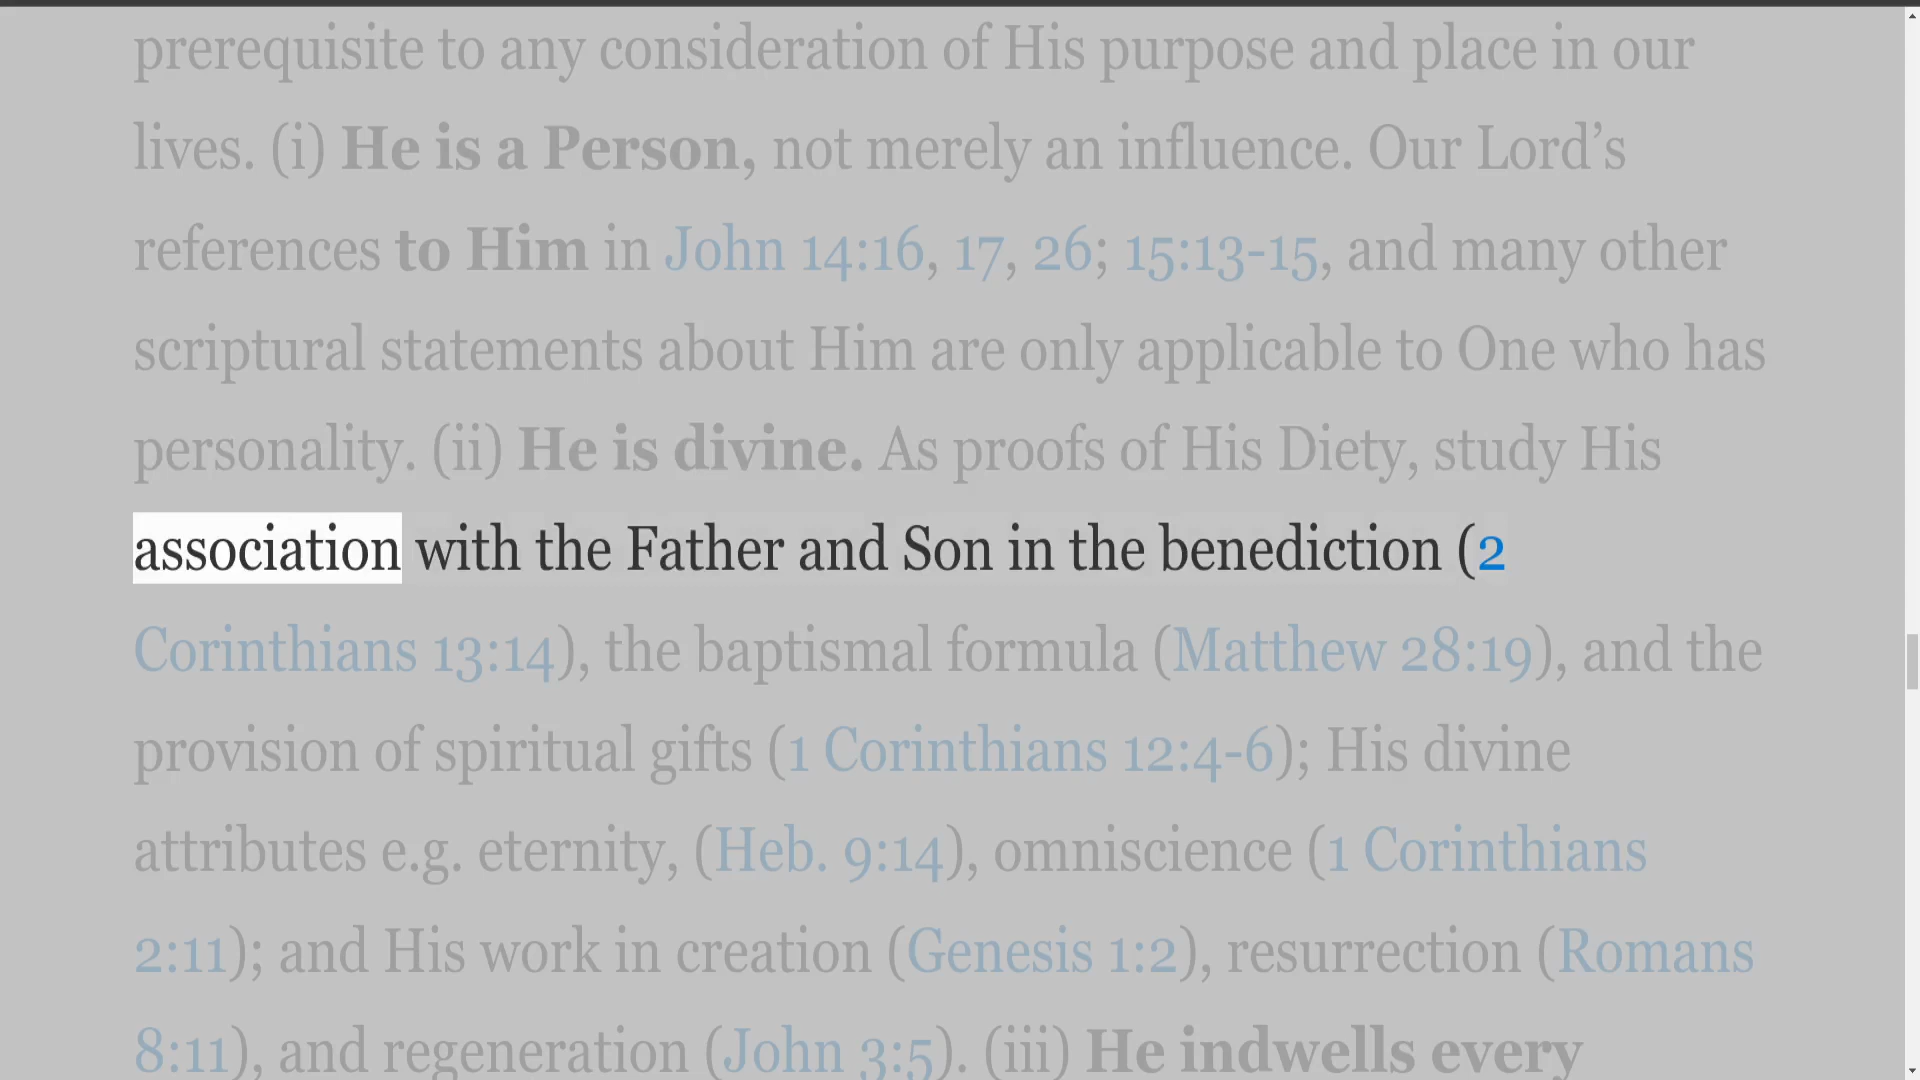 prerequisite to any consideration of His purpose and place in our
lives. (i) He is a Person, not merely an influence. Our Lord’s
references to Him in John 14:16, 17, 26; 15:13-15, and many other
scriptural statements about Him are only applicable to One who has
personality. (ii) He is divine. As proofs of His Diety, study His
association with the Father and Son in the benediction (2
Corinthians 13:14), the baptismal formula (Matthew 28:19), and the
provision of spiritual gifts (1 Corinthians 12:4-6); His divine
attributes e.g. eternity, (Heb. 9:14), omniscience (1 Corinthians
2:11); and His work in creation (Genesis 1:2), resurrection (Romans
8:11), and regeneration (John 3:5). (iii) He indwells every